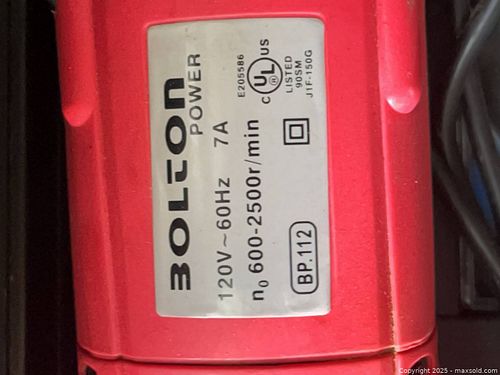 BOLTON
POWER
120V~60Hz 7A
n₀ 600-2500r/min
BP.112
E205586
C UL US
®
LISTED
90SM
J1F-150G
Copyright 2025 - maxsold.com